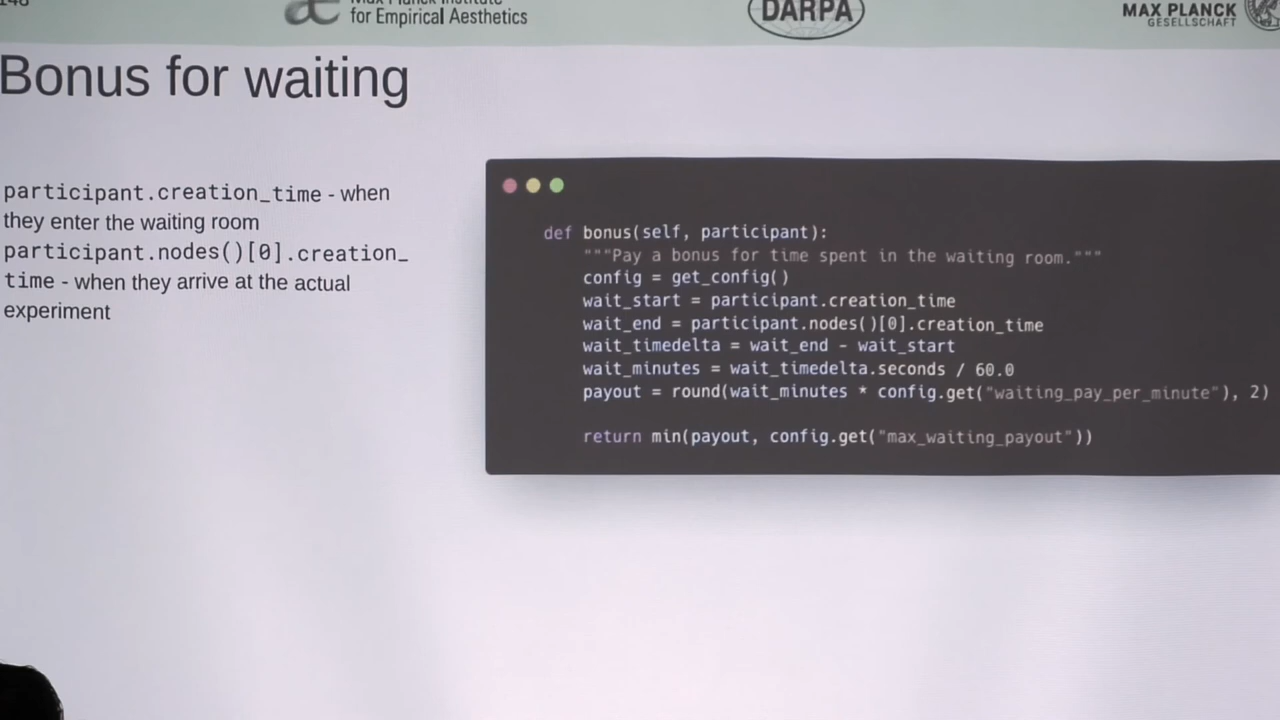 for Empirical Aesthetics
DARPA
MAX PLANCK
GESELLSCHAFT
Bonus for waiting
participant.creation_time - when
they enter the waiting room
participant.nodes()[0].creation_
time - when they arrive at the actual
experiment
def bonus(self, participant):
"""Pay a bonus for time spent in the waiting room."""
config = get_config()
wait_start = participant.creation_time
wait_end = participant.nodes()[0].creation_time
wait_timedelta = wait_end - wait_start
wait_minutes = wait_timedelta.seconds / 60.0
payout = round(wait_minutes * config.get("waiting_pay_per_minute"), 2)
return min(payout, config.get("max_waiting_payout"))